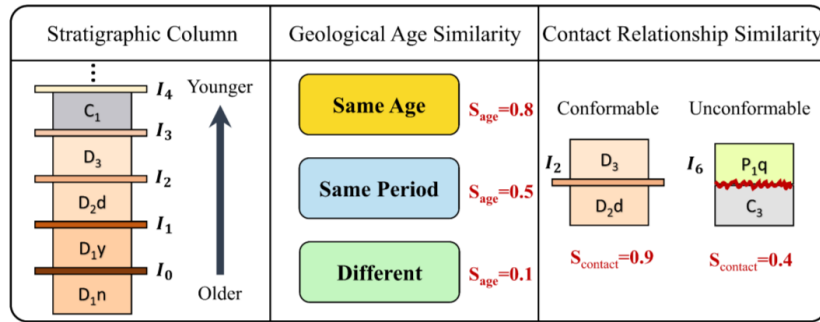 Stratigraphic Column
Geological Age Similarity
Contact Relationship Similarity
⋮
I₄
Younger
C₁
I₃
D₃
I₂
D₂d
I₁
D₁y
I₀
D₁n
Older
Same Age
Sage=0.8
Same Period
Sage=0.5
Different
Sage=0.1
Conformable
Unconformable
I₂
D₃
D₂d
I₆
P₁q
C₃
Scontact=0.9
Scontact=0.4